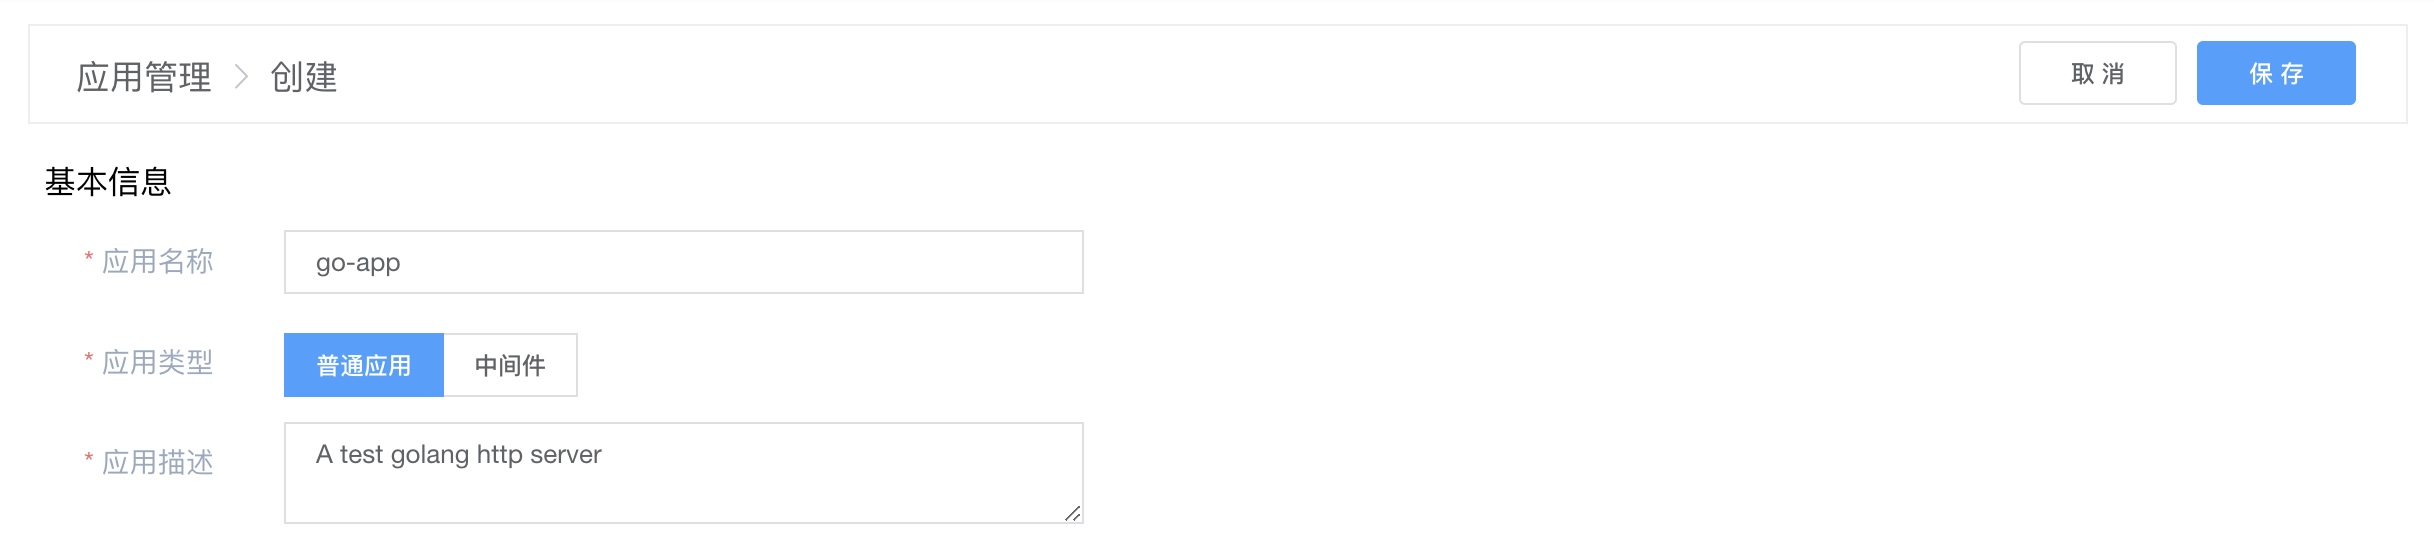 应用管理 > 创建
取 消
保 存
基本信息
* 应用名称
go-app
* 应用类型
普通应用
中间件
* 应用描述
A test golang http server